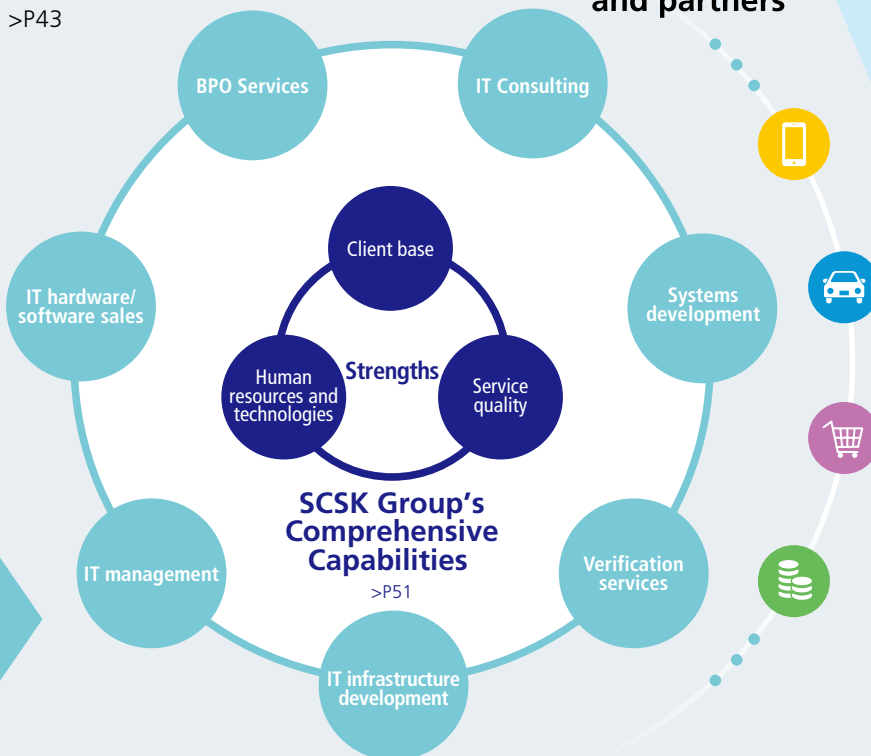 >P43
and partners
BPO Services
IT Consulting
Client base
IT hardware/
software sales
Systems
development
Strengths
Human
resources and
technologies
Service
quality
SCSK Group's
Comprehensive
Capabilities
>P51
IT management
Verification
services
IT infrastructure
development